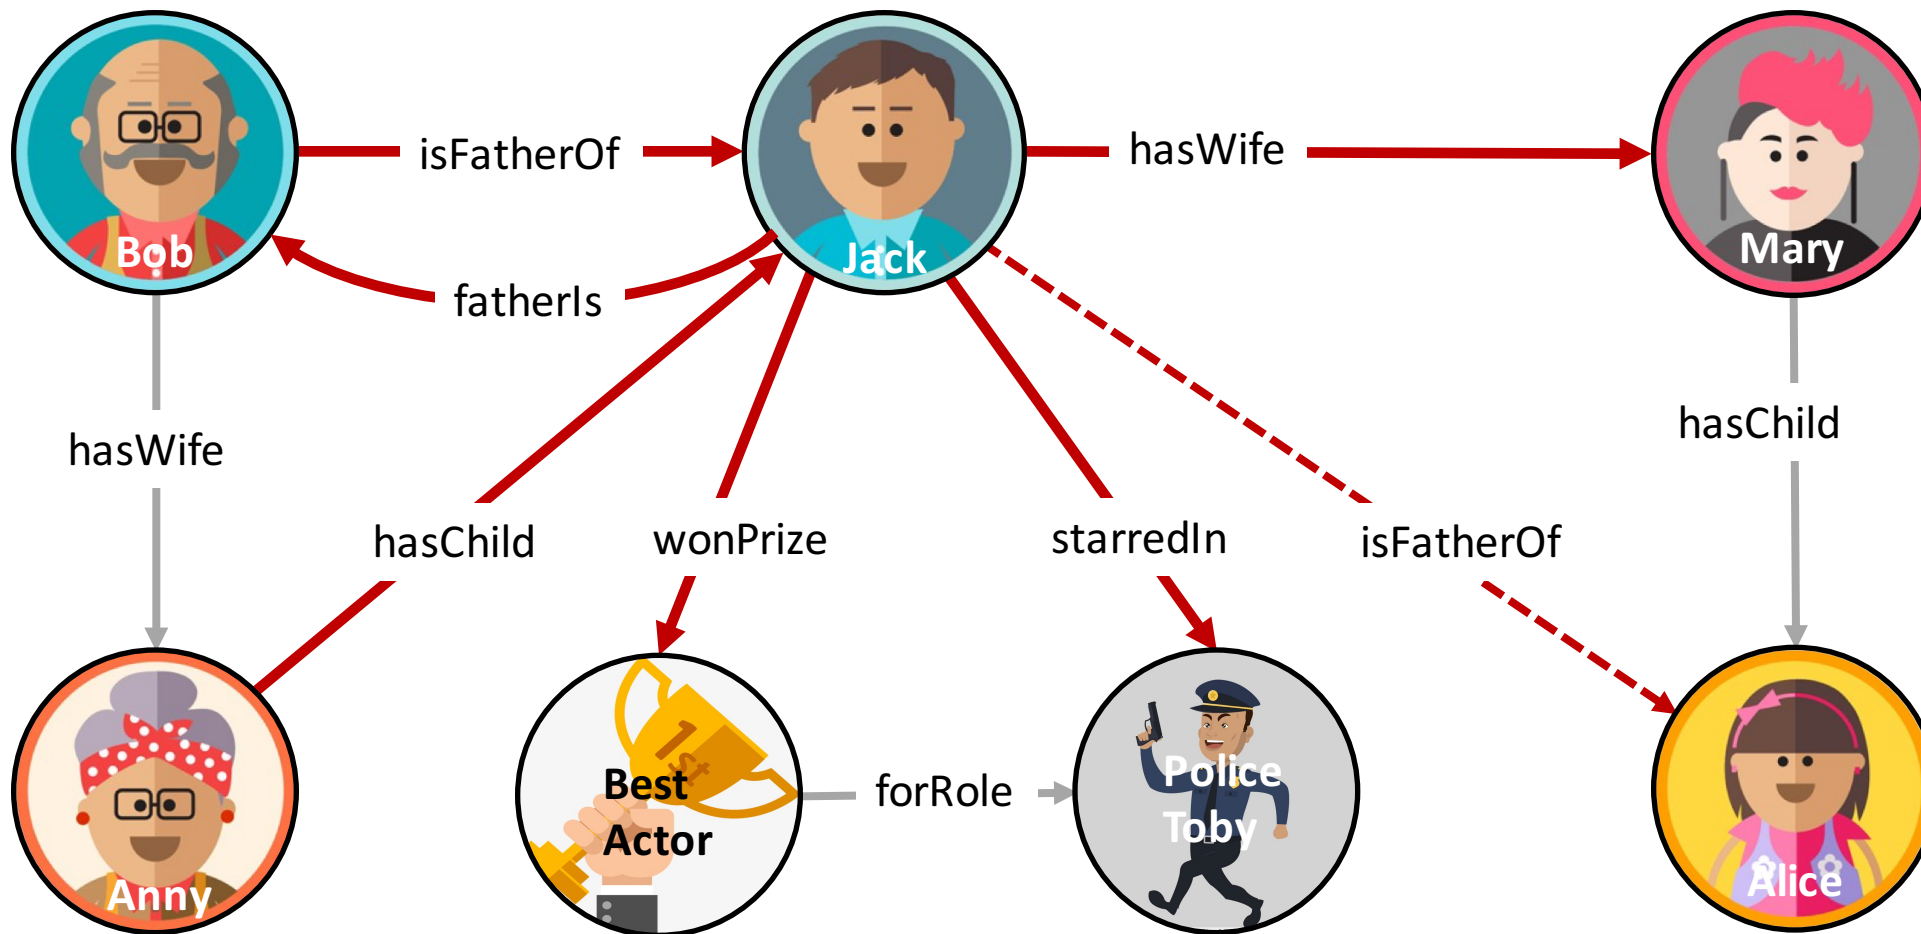 isFatherOf
hasWife
Bob
Jack
Mary
fatherIs
hasWife
hasChild
hasChild
wonPrize
starredIn
isFatherOf
1st
Best
Actor
forRole
Police
Toby
Anny
Alice